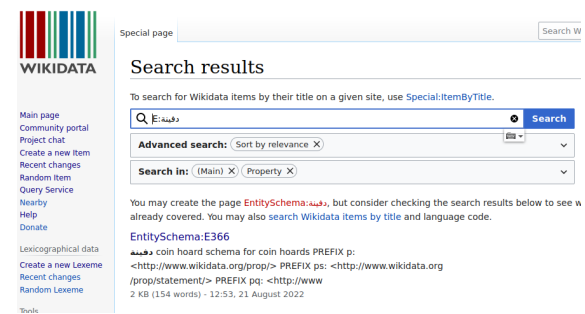 WIKIDATA
Main page
Community portal
Project chat
Create a new Item
Recent changes
Random Item
Query Service
Nearby
Help
Donate
Lexicographical data
Create a new Lexeme
Recent changes
Random Lexeme
Tools
Special page
Search W
Search results
To search for Wikidata items by their title on a given site, use Special:ItemByTitle.
E:دفينة
Search
Advanced search: Sort by relevance X
Search in: (Main) X Property X
You may create the page EntitySchema:دفينة, but consider checking the search results below to see w
already covered. You may also search Wikidata items by title and language code.
EntitySchema:E366
دفينة coin hoard schema for coin hoards PREFIX p:
<http://www.wikidata.org/prop/> PREFIX ps: <http://www.wikidata.org
/prop/statement/> PREFIX pq: <http://www
2 KB (154 words) - 12:53, 21 August 2022